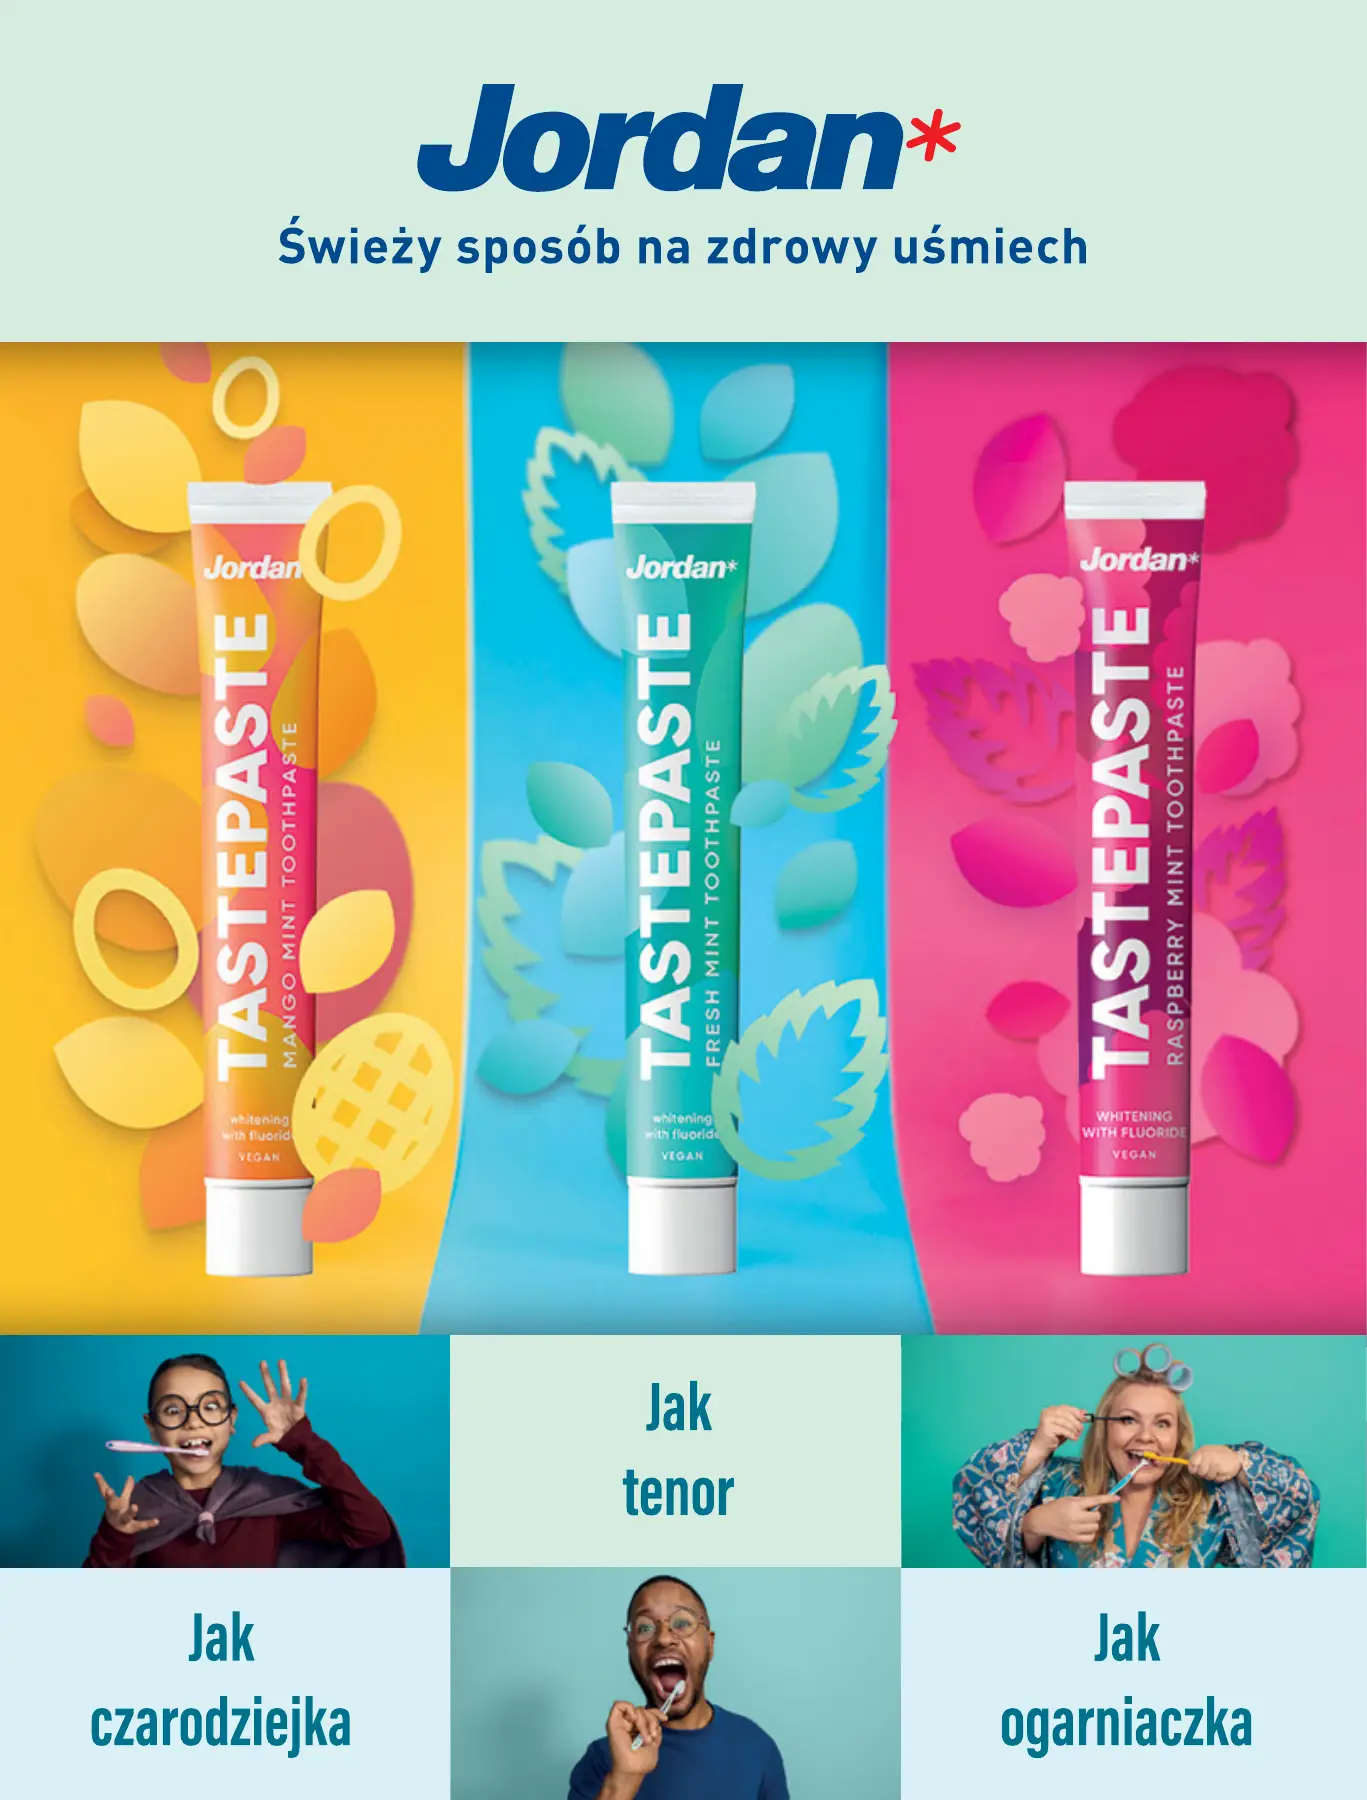 Jordan*
Świeży sposób na zdrowy uśmiech
Jordan
TASTEPASTE
MANGO MINT TOOTHPASTE
whitening
with fluoride
VEGAN
Jordan*
TASTEPASTE
FRESH MINT TOOTHPASTE
whitening
with fluoride
VEGAN
Jordan*
TASTEPASTE
RASPBERRY MINT TOOTHPASTE
WHITENING
WITH FLUORIDE
VEGAN
Jak
tenor
Jak
czarodziejka
Jak
ogarniaczka